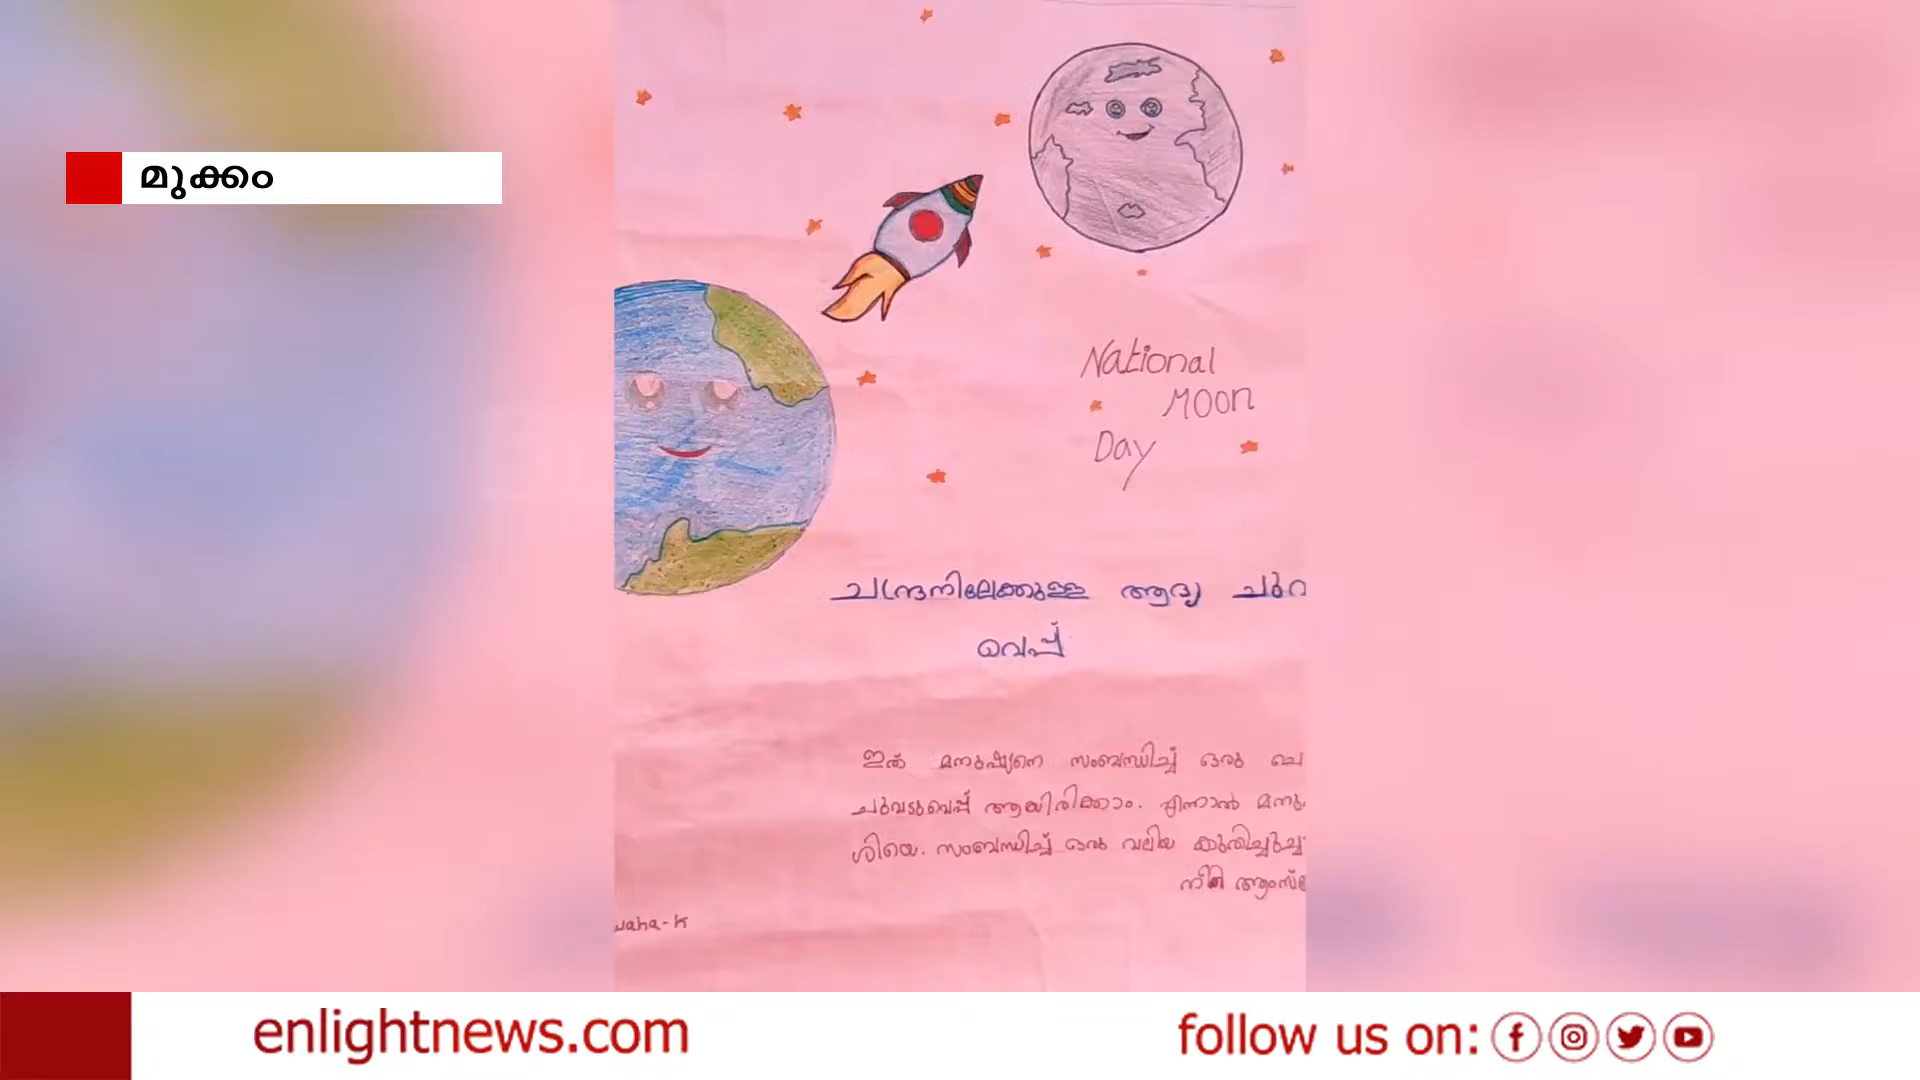 മുക്കം
National
Moon
Day
ചന്ദ്രനിലേക്കുള്ള ആദ്യ ചുവ
വെപ്പ്
ഇത് മനുഷ്യനെ സംബന്ധിച്ച് ഒരു ചെ
ചുവടുവെപ്പ് ആയിരിക്കാം. എന്നാൽ മനു
ശിയെ. സംബന്ധിച്ച് ഒരു വലിയ കുതിച്ചുച്ചാ
നീൽ ആംസ്
enlightnews.com
follow us on: